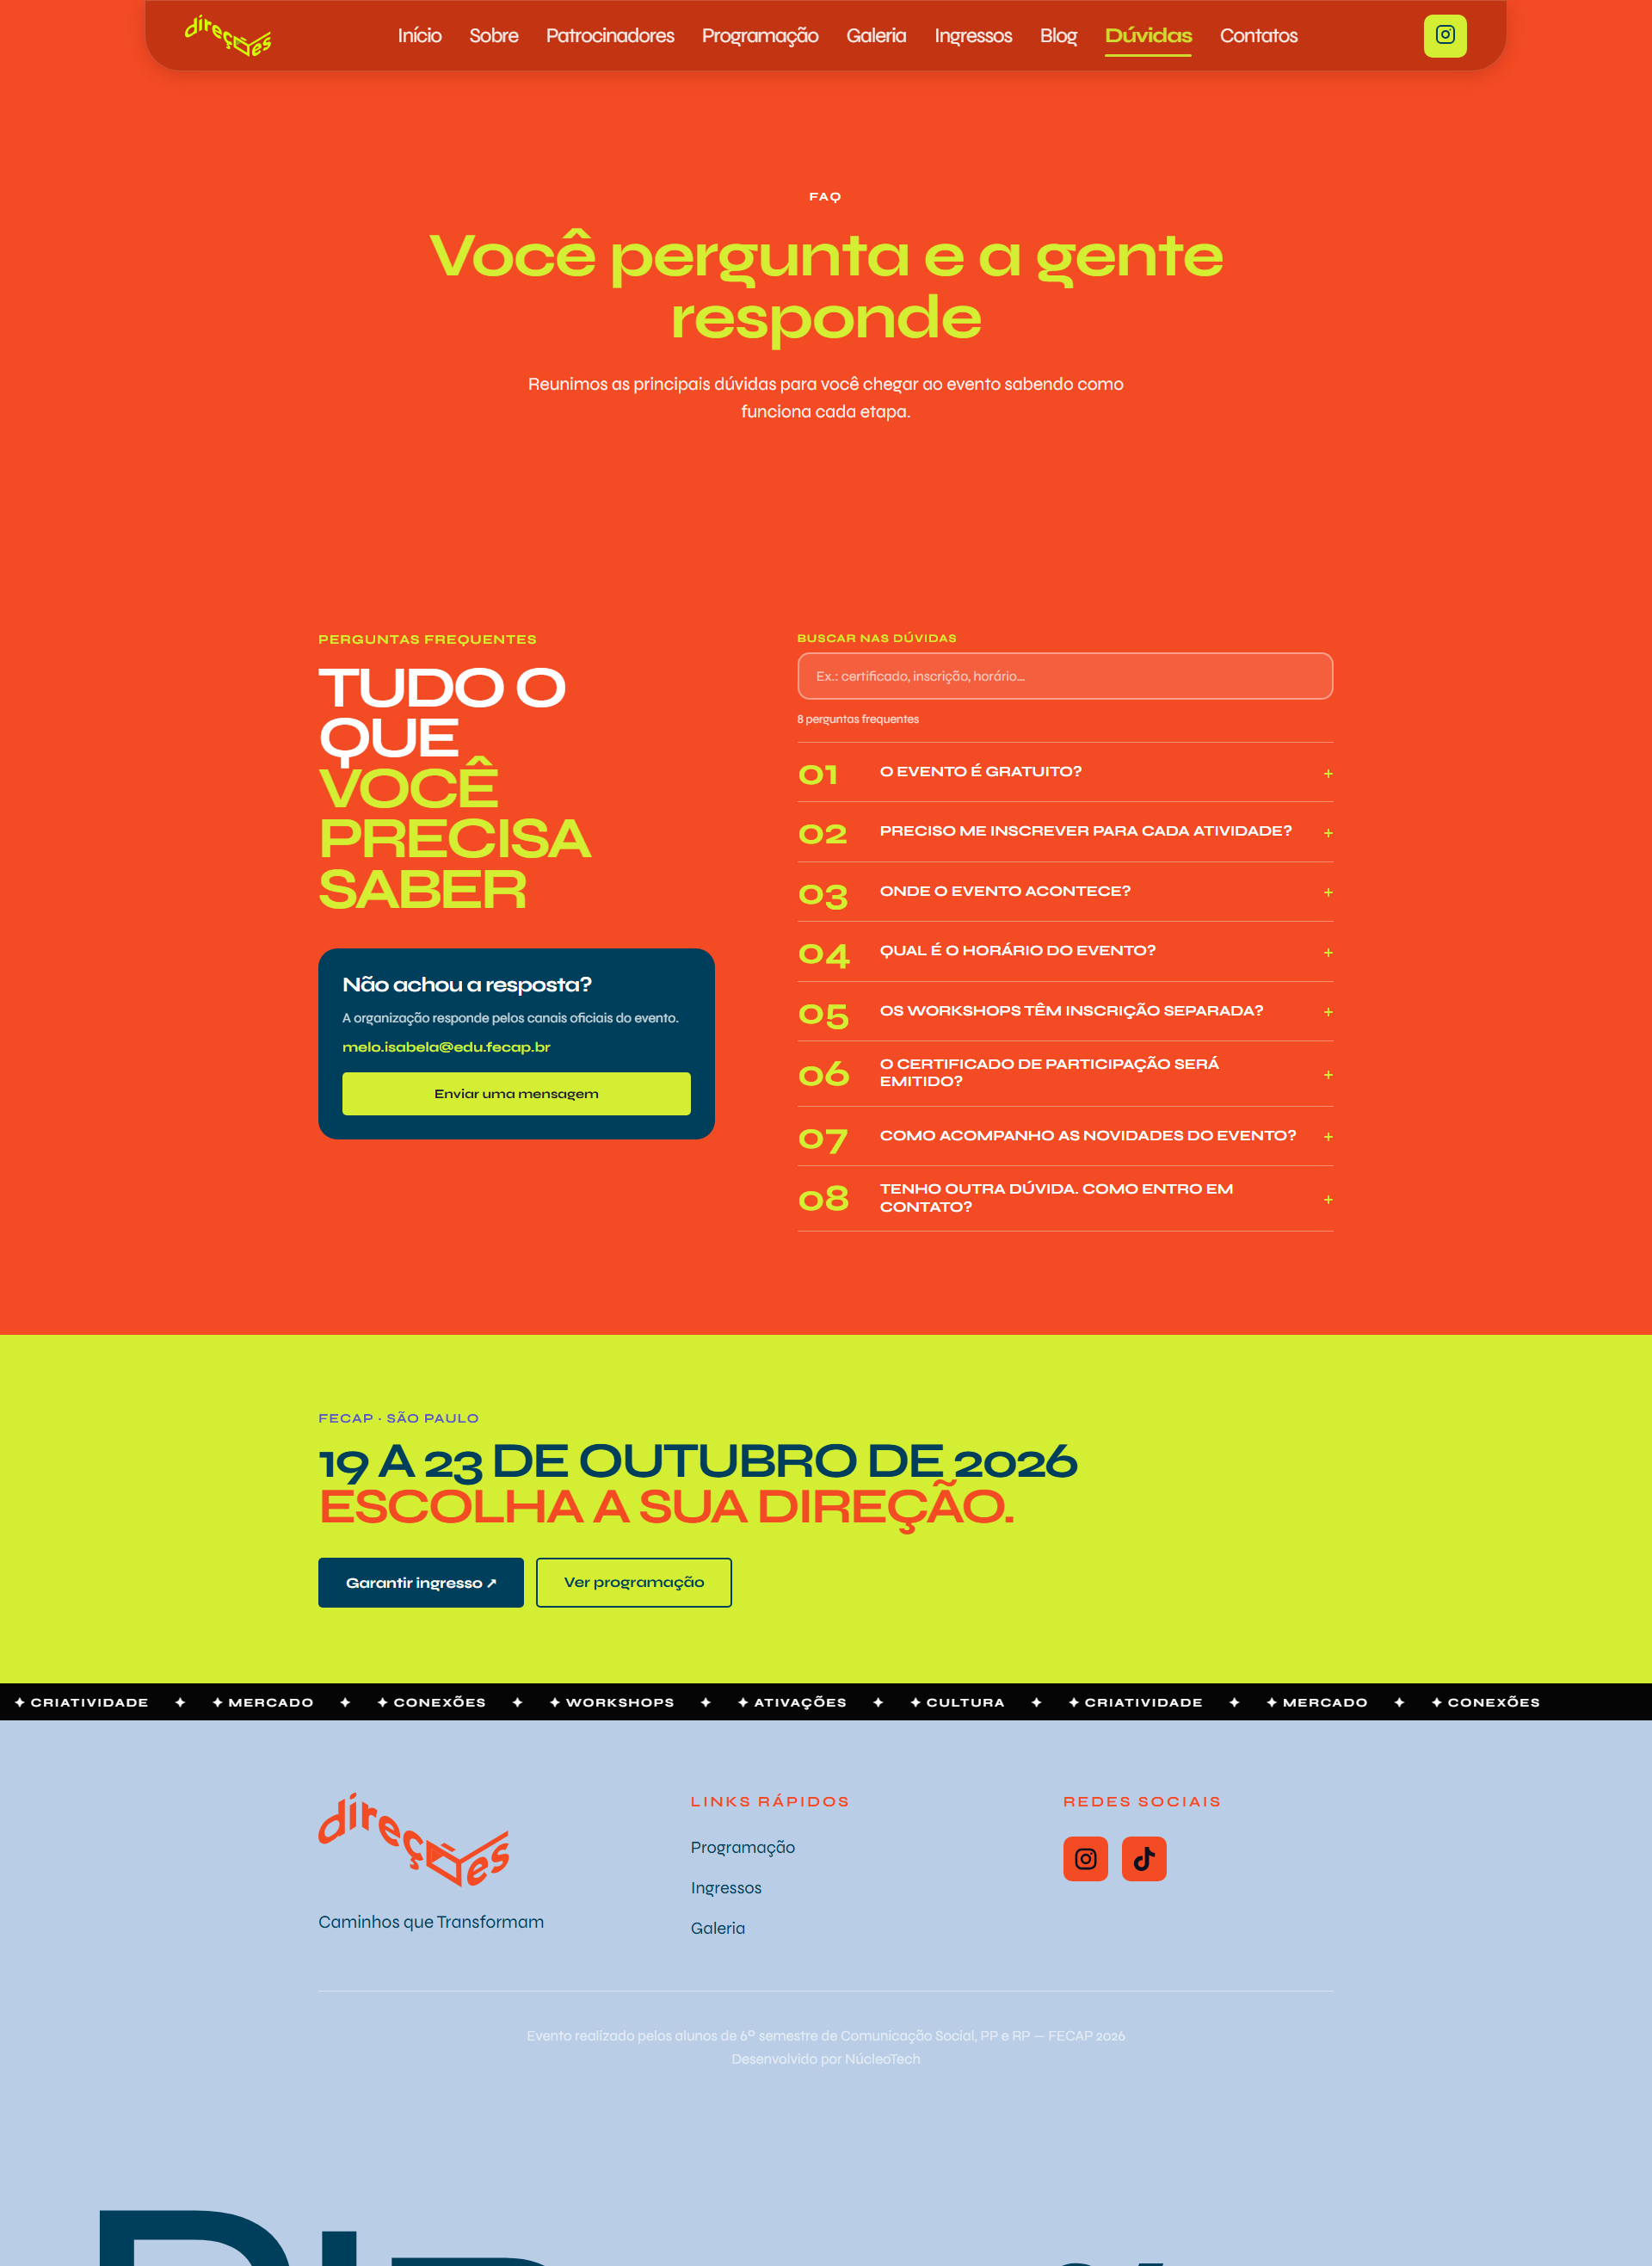 direções
Início Sobre Patrocinadores Programação Galeria Ingressos Blog Dúvidas Contatos
FAQ
Você pergunta e a gente
responde
Reunimos as principais dúvidas para você chegar ao evento sabendo como
funciona cada etapa.
PERGUNTAS FREQUENTES
TUDO O
QUE
VOCÊ
PRECISA
SABER
Não achou a resposta?
A organização responde pelos canais oficiais do evento.
melo.isabela@edu.fecap.br
Enviar uma mensagem
BUSCAR NAS DÚVIDAS
Ex.: certificado, inscrição, horário...
8 perguntas frequentes
01 O EVENTO É GRATUITO? +
02 PRECISO ME INSCREVER PARA CADA ATIVIDADE? +
03 ONDE O EVENTO ACONTECE? +
04 QUAL É O HORÁRIO DO EVENTO? +
05 OS WORKSHOPS TÊM INSCRIÇÃO SEPARADA? +
06 O CERTIFICADO DE PARTICIPAÇÃO SERÁ
EMITIDO? +
07 COMO ACOMPANHO AS NOVIDADES DO EVENTO? +
08 TENHO OUTRA DÚVIDA. COMO ENTRO EM
CONTATO? +
FECAP · SÃO PAULO
19 A 23 DE OUTUBRO DE 2026
ESCOLHA A SUA DIREÇÃO.
Garantir ingresso ↗ Ver programação
✦ CRIATIVIDADE ✦ ✦ MERCADO ✦ ✦ CONEXÕES ✦ ✦ WORKSHOPS ✦ ✦ ATIVAÇÕES ✦ ✦ CULTURA ✦ ✦ CRIATIVIDADE ✦ ✦ MERCADO ✦ ✦ CONEXÕES
direções
Caminhos que Transformam
LINKS RÁPIDOS
Programação
Ingressos
Galeria
REDES SOCIAIS
Evento realizado pelos alunos de 6º semestre de Comunicação Social, PP e RP — FECAP 2026
Desenvolvido por NúcleoTech